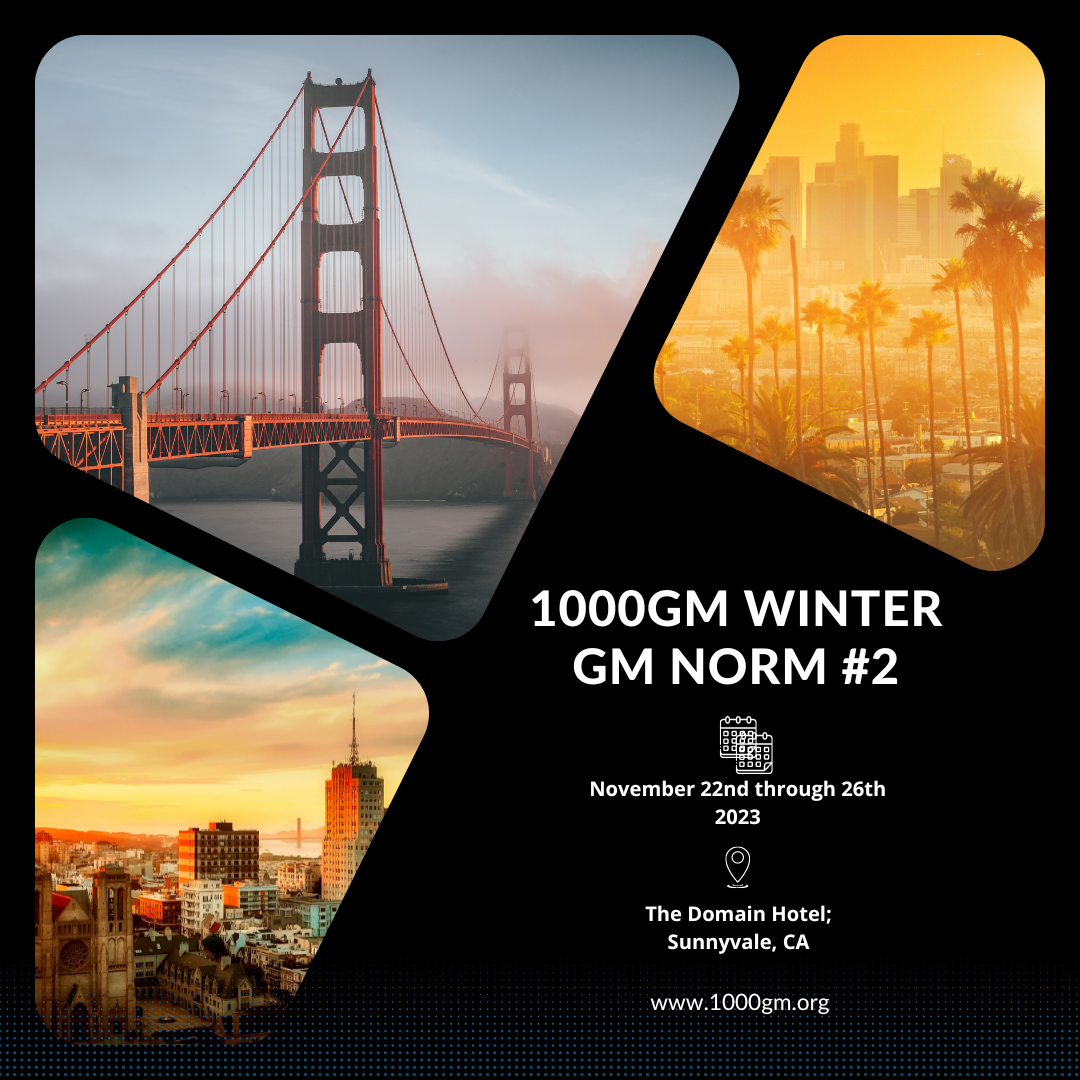 1000GM WINTER
GM NORM #2
November 22nd through 26th
2023
The Domain Hotel;
Sunnyvale, CA
www.1000gm.org